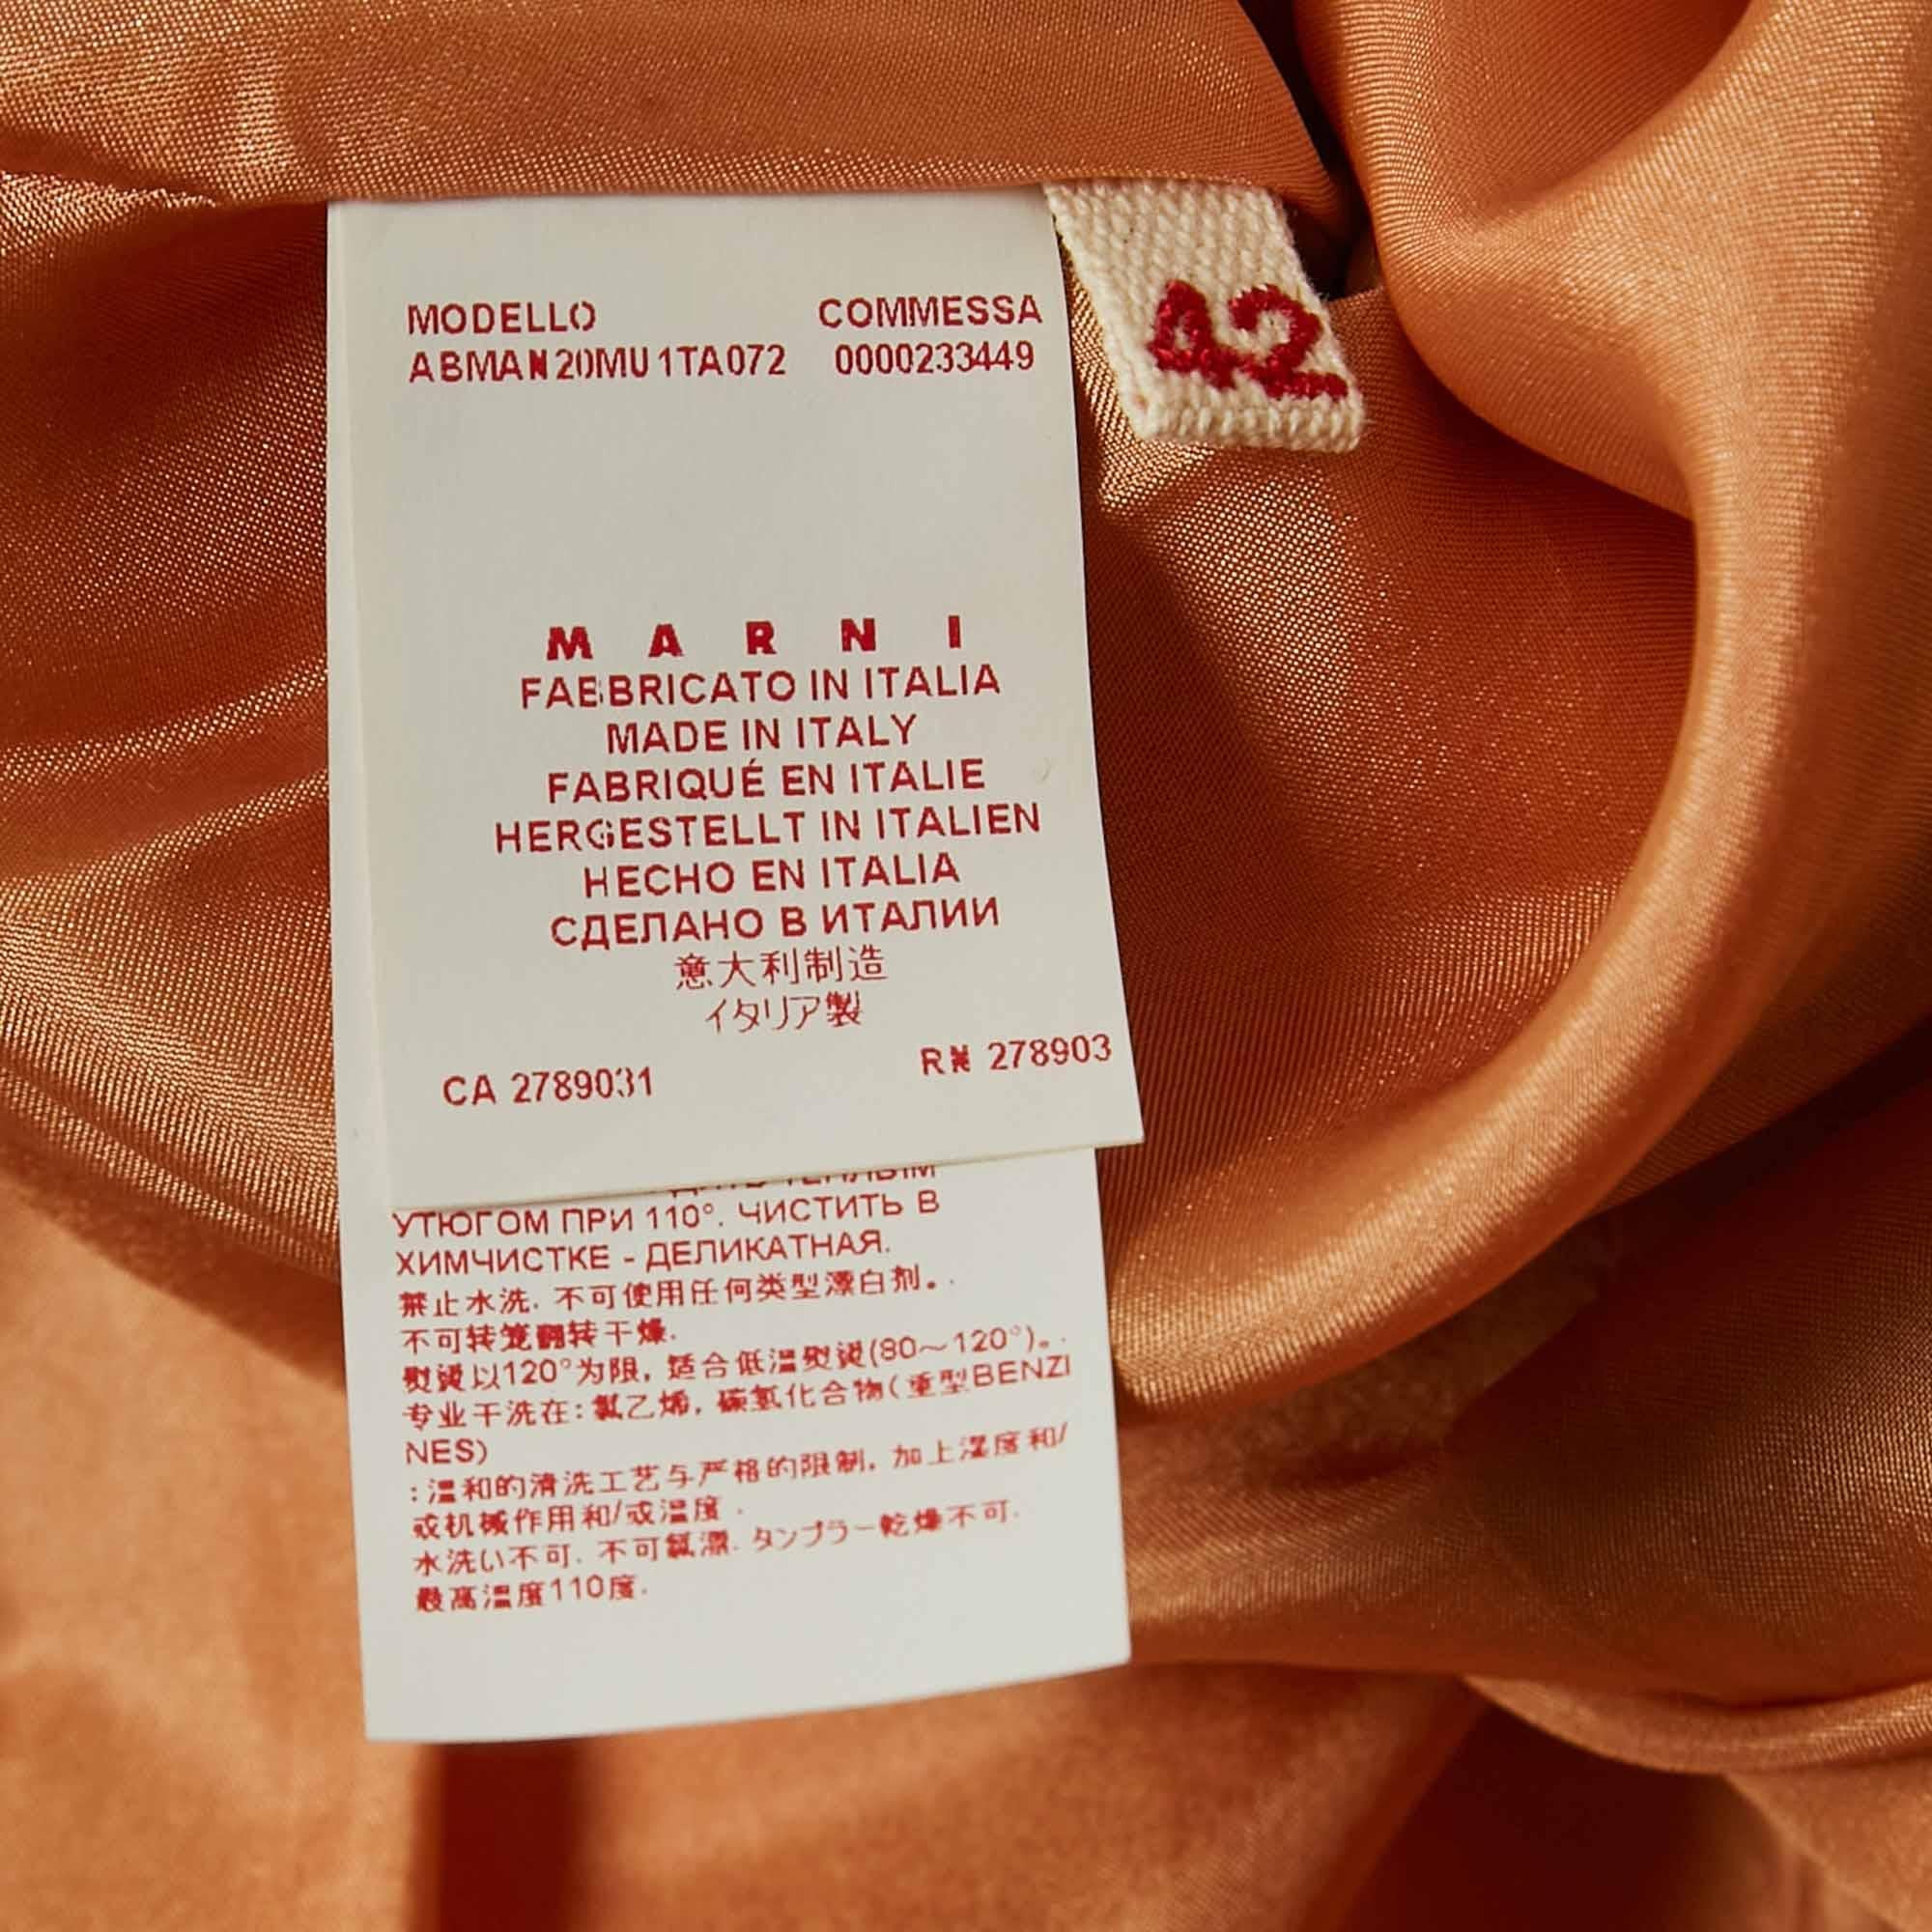 MODELLO COMMESSA
ABMAN20MU1TA072 0000233449
42
MARNI
FABBRICATO IN ITALIA
MADE IN ITALY
FABRIQUÉ EN ITALIE
HERGESTELLT IN ITALIEN
HECHO EN ITALIA
СДЕЛАНО В ИТАЛИИ
意大利制造
イタリア製
CA 2789031 RN 278903
УТЮГОМ ПРИ 110°. ЧИСТИТЬ В
ХИМЧИСТКЕ - ДЕЛИКАТНАЯ.
禁止水洗. 不可使用任何类型漂白剂。.
不可转笼翻转干燥.
熨烫以120°为限, 适合低温熨烫(80～120°)。.
专业干洗在: 氯乙烯, 碳氢化合物(重型BENZI
NES)
:温和的清洗工艺与严格的限制, 加上湿度和/
或机械作用和/或温度 .
水洗い不可. 不可氯漂. タンブラー乾燥不可.
最高温度110度.